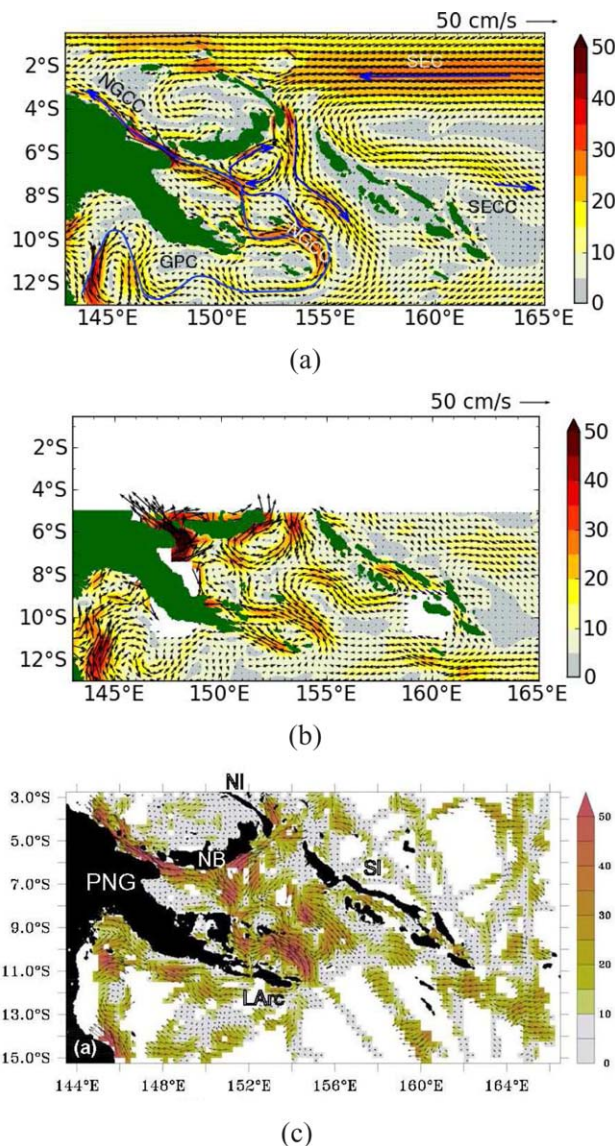 50 cm/s
50
2°S
SEC
NGCC
4°S
40
6°S
30
8°S
SECC
20
10°S
GPC
10
12°S
0
145°E 150°E 155°E 160°E 165°E
(a)
50 cm/s
2°S
50
4°S
40
6°S
30
8°S
20
10°S
10
12°S
0
145°E 150°E 155°E 160°E 165°E
(b)
NI
3.0°S
50
5.0°S
NB
SI
40
PNG
7.0°S
30
9.0°S
20
11.0°S
LArc
13.0°S
10
15.0°S
(a)
0
144°E 148°E 152°E 156°E 160°E 164°E
(c)